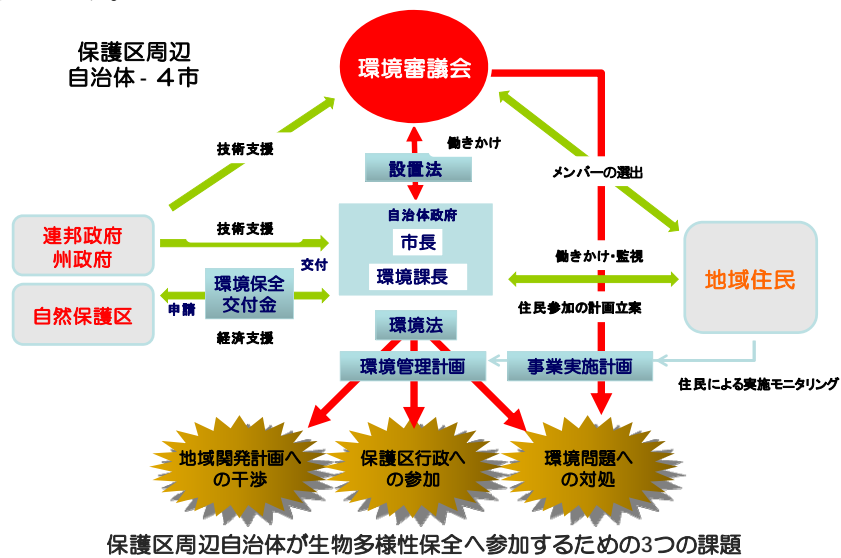 保護区周辺
自治体 - ４市
環境審議会
技術支援
働きかけ
設置法
メンバーの選出
自治体政府
市長
環境課長
連邦政府
州政府
技術支援
交付
環境保全
交付金
申請
経済支援
自然保護区
働きかけ・監視
地域住民
住民参加の計画立案
環境法
環境管理計画
事業実施計画
住民による実施モニタリング
地域開発計画へ
の干渉
保護区行政へ
の参加
環境問題へ
の対処
保護区周辺自治体が生物多様性保全へ参加するための3つの課題